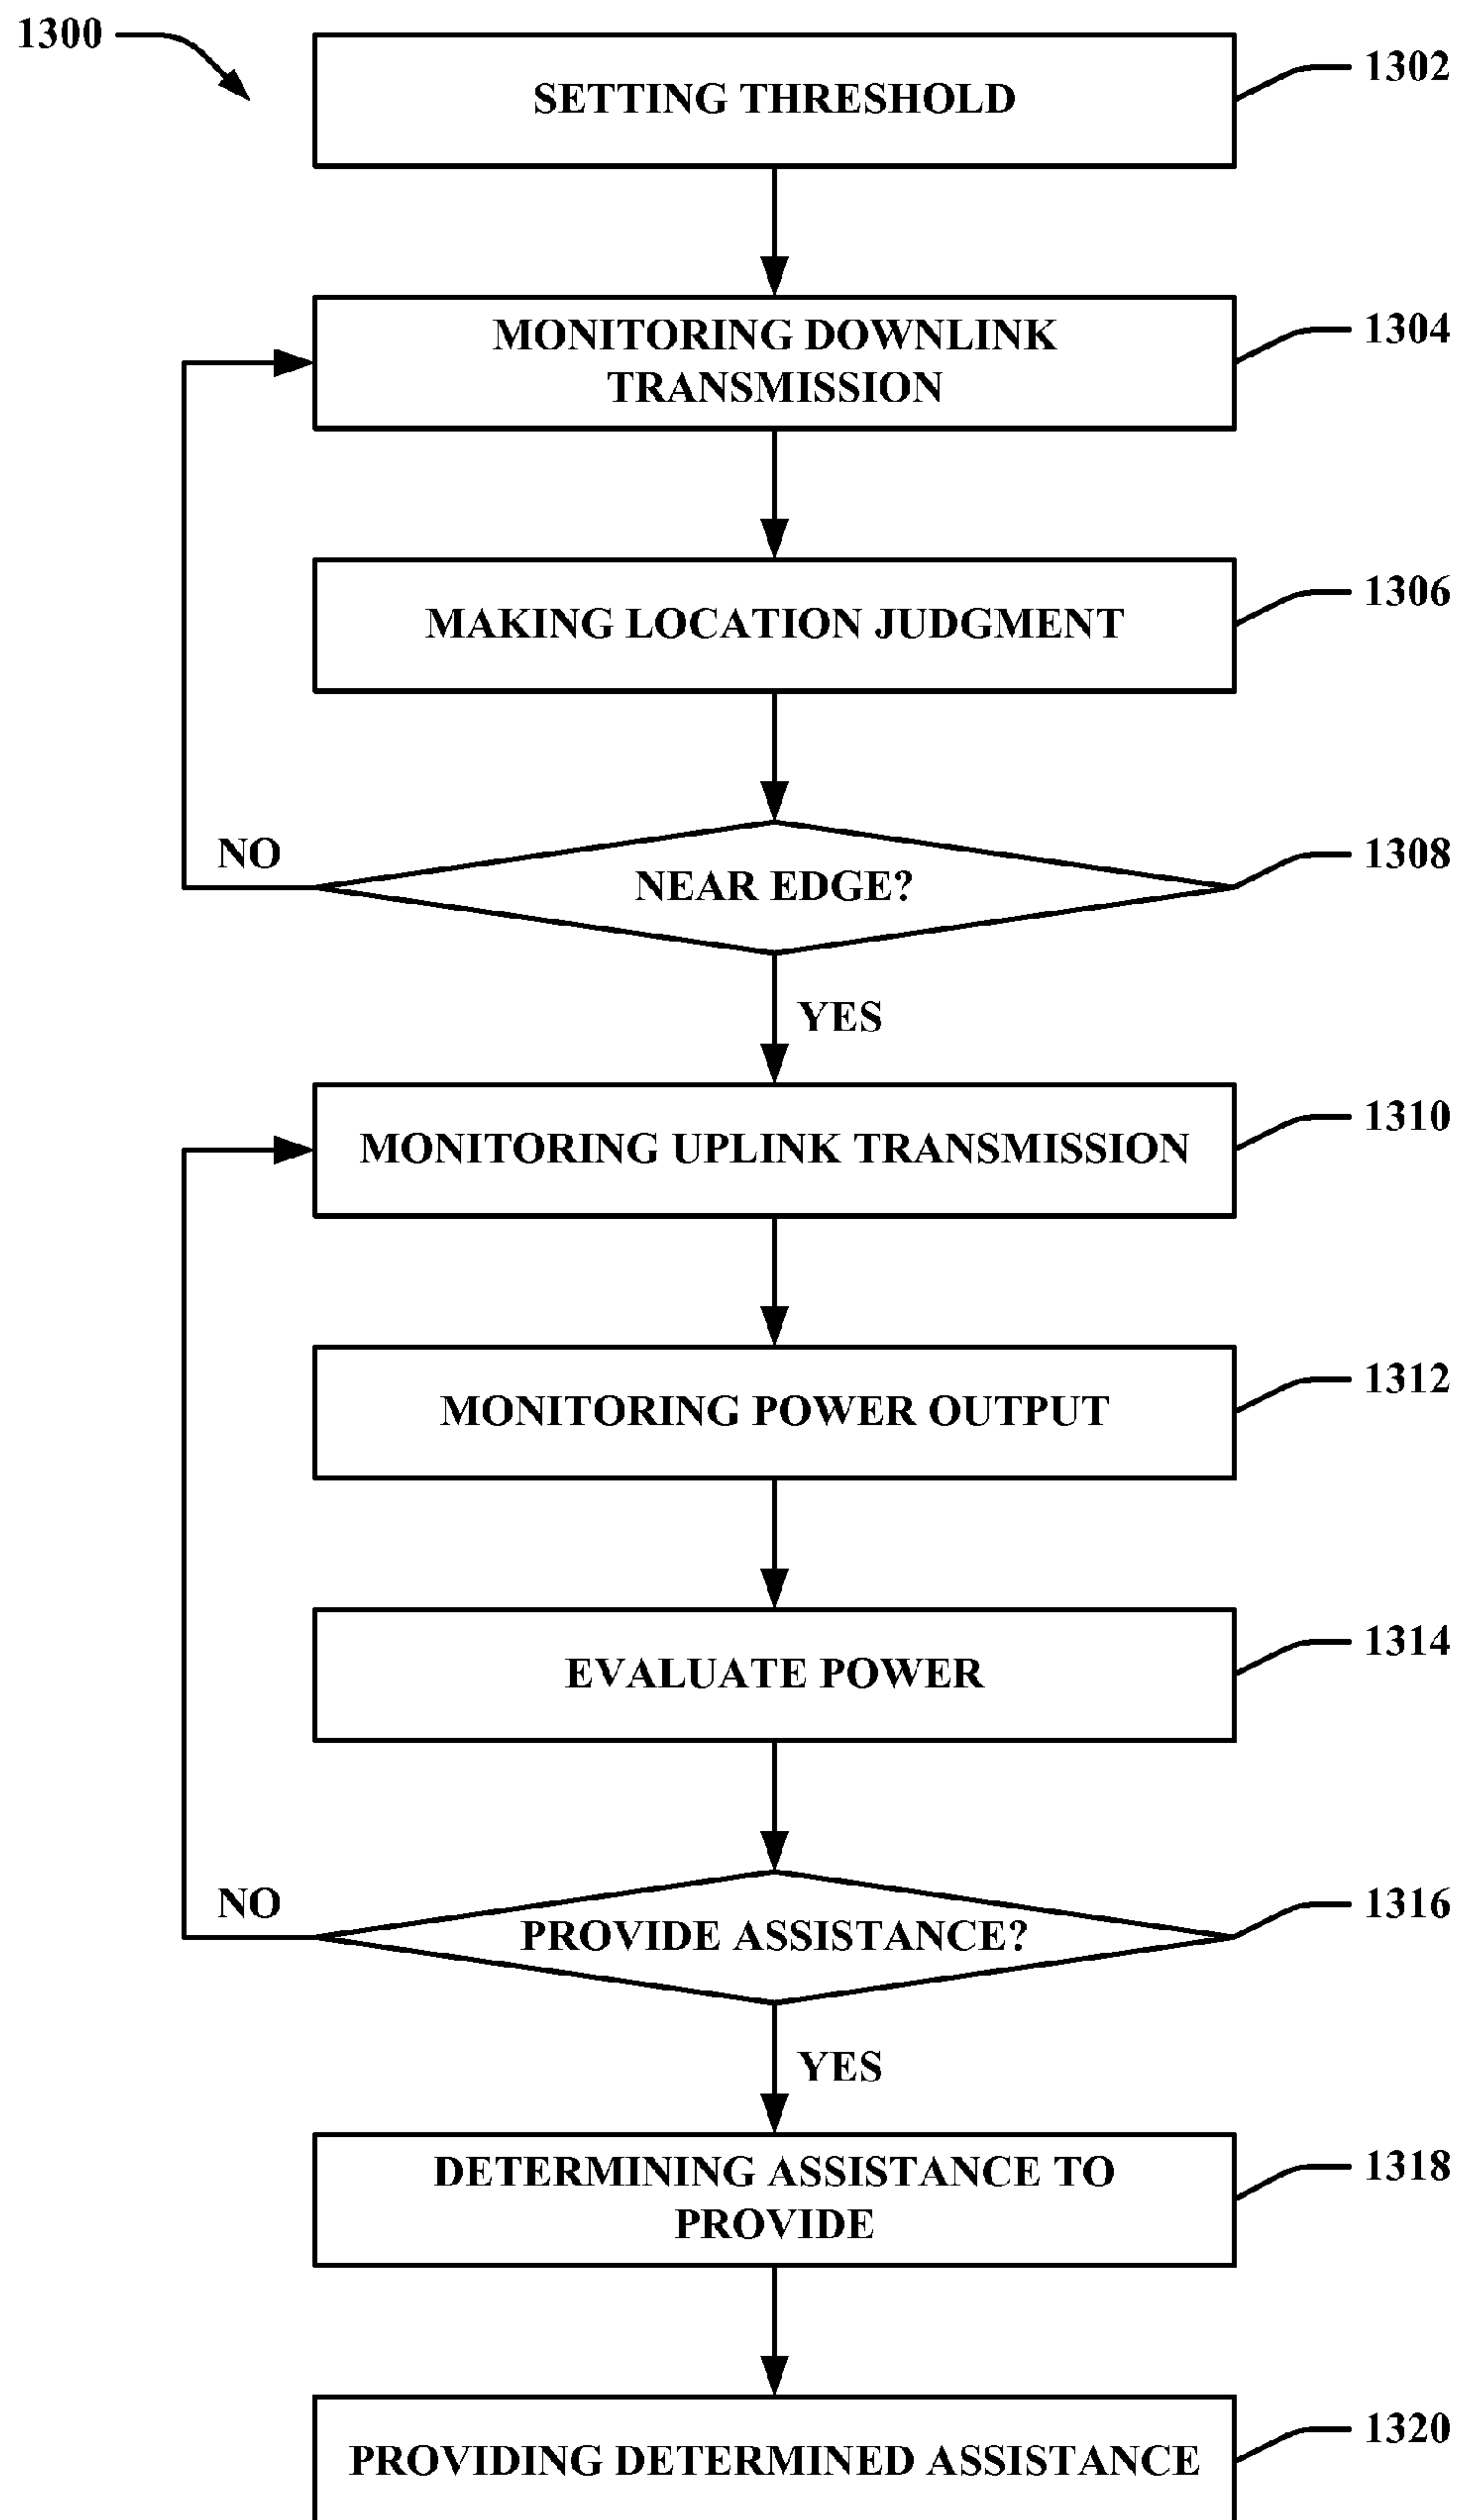 1300
SETTING THRESHOLD
1302
MONITORING DOWNLINK
TRANSMISSION
1304
MAKING LOCATION JUDGMENT
1306
NO
NEAR EDGE?
1308
YES
MONITORING UPLINK TRANSMISSION
1310
MONITORING POWER OUTPUT
1312
EVALUATE POWER
1314
NO
PROVIDE ASSISTANCE?
1316
YES
DETERMINING ASSISTANCE TO
PROVIDE
1318
PROVIDING DETERMINED ASSISTANCE
1320